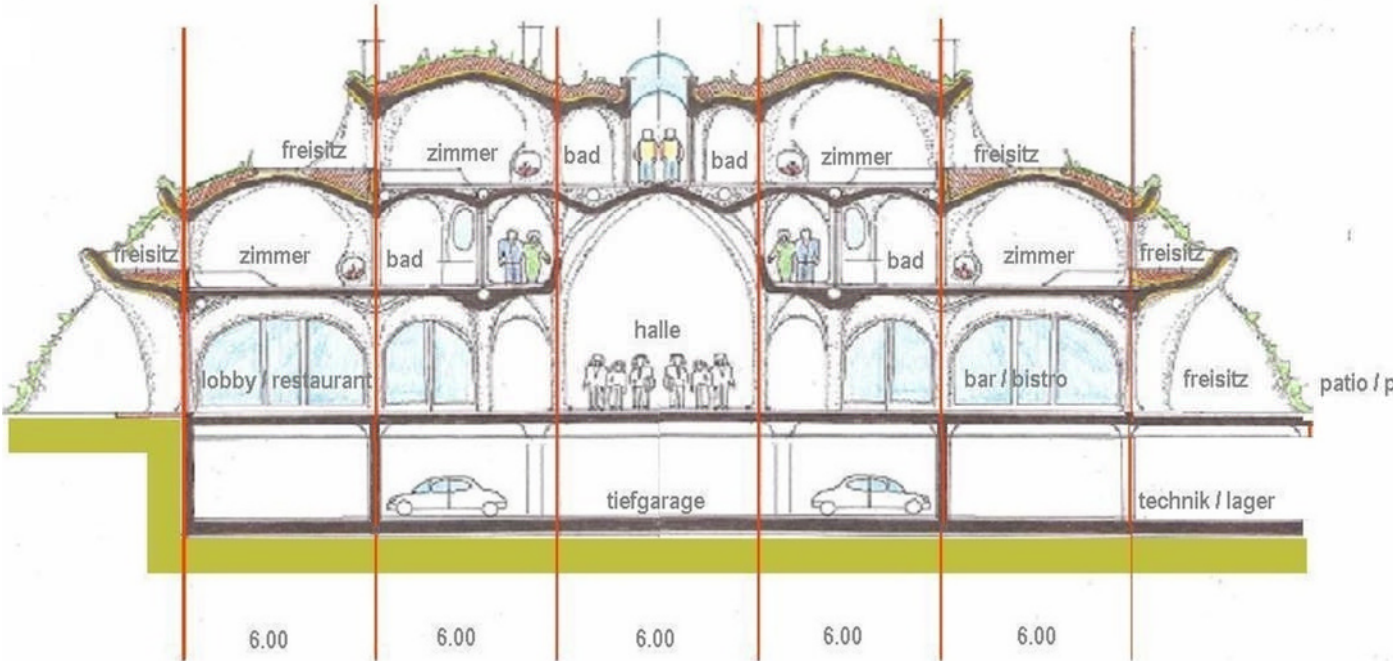 freisitz zimmer bad bad zimmer freisitz
freisitz zimmer bad bad zimmer freisitz
halle
lobby / restaurant bar / bistro freisitz patio / p
tiefgarage technik / lager
6.00 6.00 6.00 6.00 6.00